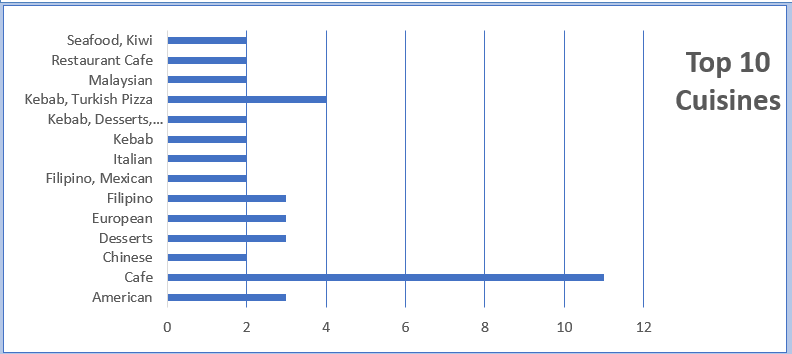 Top 10
Cuisines
Seafood, Kiwi
Restaurant Cafe
Malaysian
Kebab, Turkish Pizza
Kebab, Desserts,...
Kebab
Italian
Filipino, Mexican
Filipino
European
Desserts
Chinese
Cafe
American
0 2 4 6 8 10 12